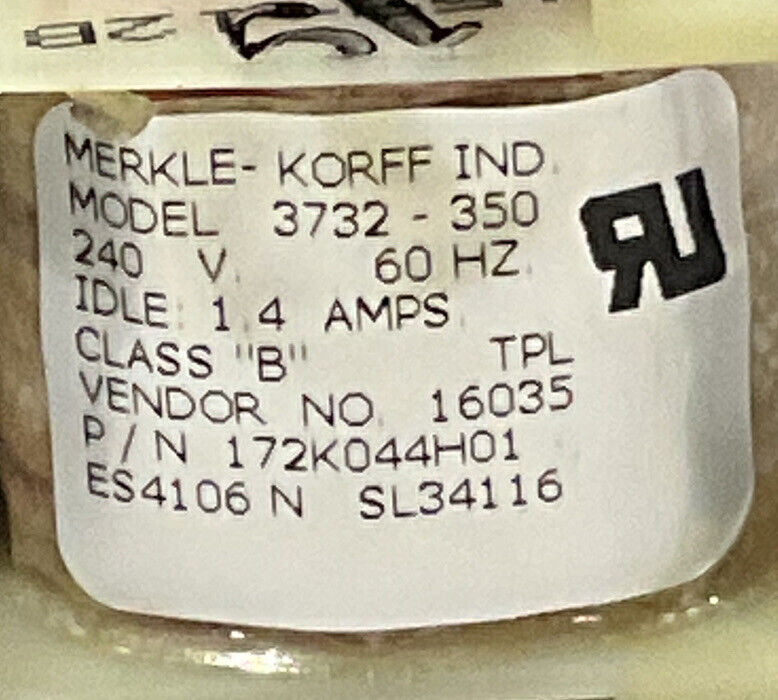 MERKLE- KORFF IND.
MODEL 3732 - 350
240 V. 60 HZ.
IDLE: 1.4 AMPS.
CLASS "B" TPL
VENDOR NO. 16035
P/N 172K044H01
ES4106 N SL34116